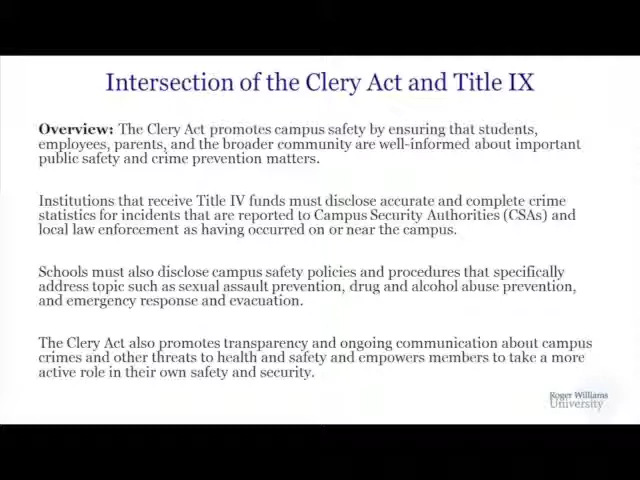 Intersection of the Clery Act and Title IX
Overview: The Clery Act promotes campus safety by ensuring that students,
employees, parents, and the broader community are well-informed about important
public safety and crime prevention matters.
Institutions that receive Title IV funds must disclose accurate and complete crime
statistics for incidents that are reported to Campus Security Authorities (CSAs) and
local law enforcement as having occurred on or near the campus.
Schools must also disclose campus safety policies and procedures that specifically
address topic such as sexual assault prevention, drug and alcohol abuse prevention,
and emergency response and evacuation.
The Clery Act also promotes transparency and ongoing communication about campus
crimes and other threats to health and safety and empowers members to take a more
active role in their own safety and security.
Roger Williams
University